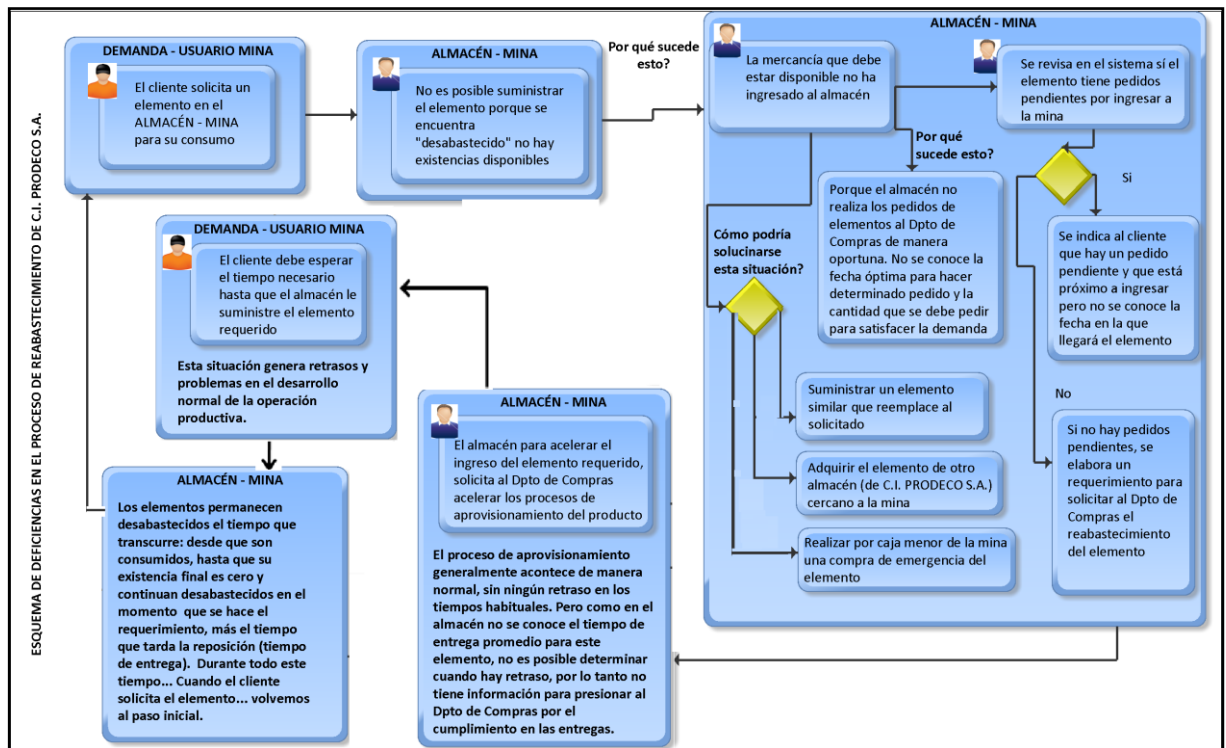 ESQUEMA DE DEFICIENCIAS EN EL PROCESO DE REABASTECIMIENTO DE C.I. PRODECO S.A.
DEMANDA - USUARIO MINA
El cliente solicita un
elemento en el
ALMACÉN - MINA
para su consumo
ALMACÉN - MINA
No es posible suministrar
el elemento porque se
encuentra
"desabastecido" no hay
existencias disponibles
Por qué sucede
esto?
ALMACÉN - MINA
La mercancía que debe
estar disponible no ha
ingresado al almacén
Se revisa en el sistema sí el
elemento tiene pedidos
pendientes por ingresar a
la mina
Por qué
sucede esto?
Porque el almacén no
realiza los pedidos de
elementos al Dpto de
Compras de manera
oportuna. No se conoce la
fecha óptima para hacer
determinado pedido y la
cantidad que se debe pedir
para satisfacer la demanda
Si
Se indica al cliente
que hay un pedido
pendiente y que está
próximo a ingresar
pero no se conoce la
fecha en la que
llegará el elemento
No
Si no hay pedidos
pendientes, se
elabora un
requerimiento para
solicitar al Dpto de
Compras el
reabastecimiento
del elemento
Cómo podría
solucinarse
esta situación?
Suministrar un elemento
similar que reemplace al
solicitado
Adquirir el elemento de otro
almacén (de C.I. PRODECO S.A.)
cercano a la mina
Realizar por caja menor de la mina
una compra de emergencia del
elemento
ALMACÉN - MINA
El almacén para acelerar el
ingreso del elemento requerido,
solicita al Dpto de Compras
acelerar los procesos de
aprovisionamiento del producto
El proceso de aprovisionamiento
generalmente acontece de manera
normal, sin ningún retraso en los
tiempos habituales. Pero como en el
almacén no se conoce el tiempo de
entrega promedio para este
elemento, no es posible determinar
cuando hay retraso, por lo tanto no
tiene información para presionar al
Dpto de Compras por el
cumplimiento en las entregas.
DEMANDA - USUARIO MINA
El cliente debe esperar
el tiempo necesario
hasta que el almacén le
suministre el elemento
requerido
Esta situación genera retrasos y
problemas en el desarrollo
normal de la operación
productiva.
ALMACÉN - MINA
Los elementos permanecen
desabastecidos el tiempo que
transcurre: desde que son
consumidos, hasta que su
existencia final es cero y
continuan desabastecidos en el
momento que se hace el
requerimiento, más el tiempo
que tarda la reposición (tiempo
de entrega). Durante todo este
tiempo... Cuando el cliente
solicita el elemento... volvemos
al paso inicial.